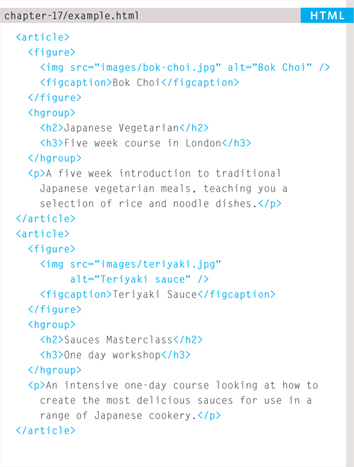 chapter-17/example.html HTML
<article>
<figure>
<img src="images/bok-choi.jpg" alt="Bok Choi" />
<figcaption>Bok Choi</figcaption>
</figure>
<hgroup>
<h2>Japanese Vegetarian</h2>
<h3>Five week course in London</h3>
</hgroup>
<p>A five week introduction to traditional
Japanese vegetarian meals, teaching you a
selection of rice and noodle dishes.</p>
</article>
<article>
<figure>
<img src="images/teriyaki.jpg"
alt="Teriyaki sauce" />
<figcaption>Teriyaki Sauce</figcaption>
</figure>
<hgroup>
<h2>Sauces Masterclass</h2>
<h3>One day workshop</h3>
</hgroup>
<p>An intensive one-day course looking at how to
create the most delicious sauces for use in a
range of Japanese cookery.</p>
</article>